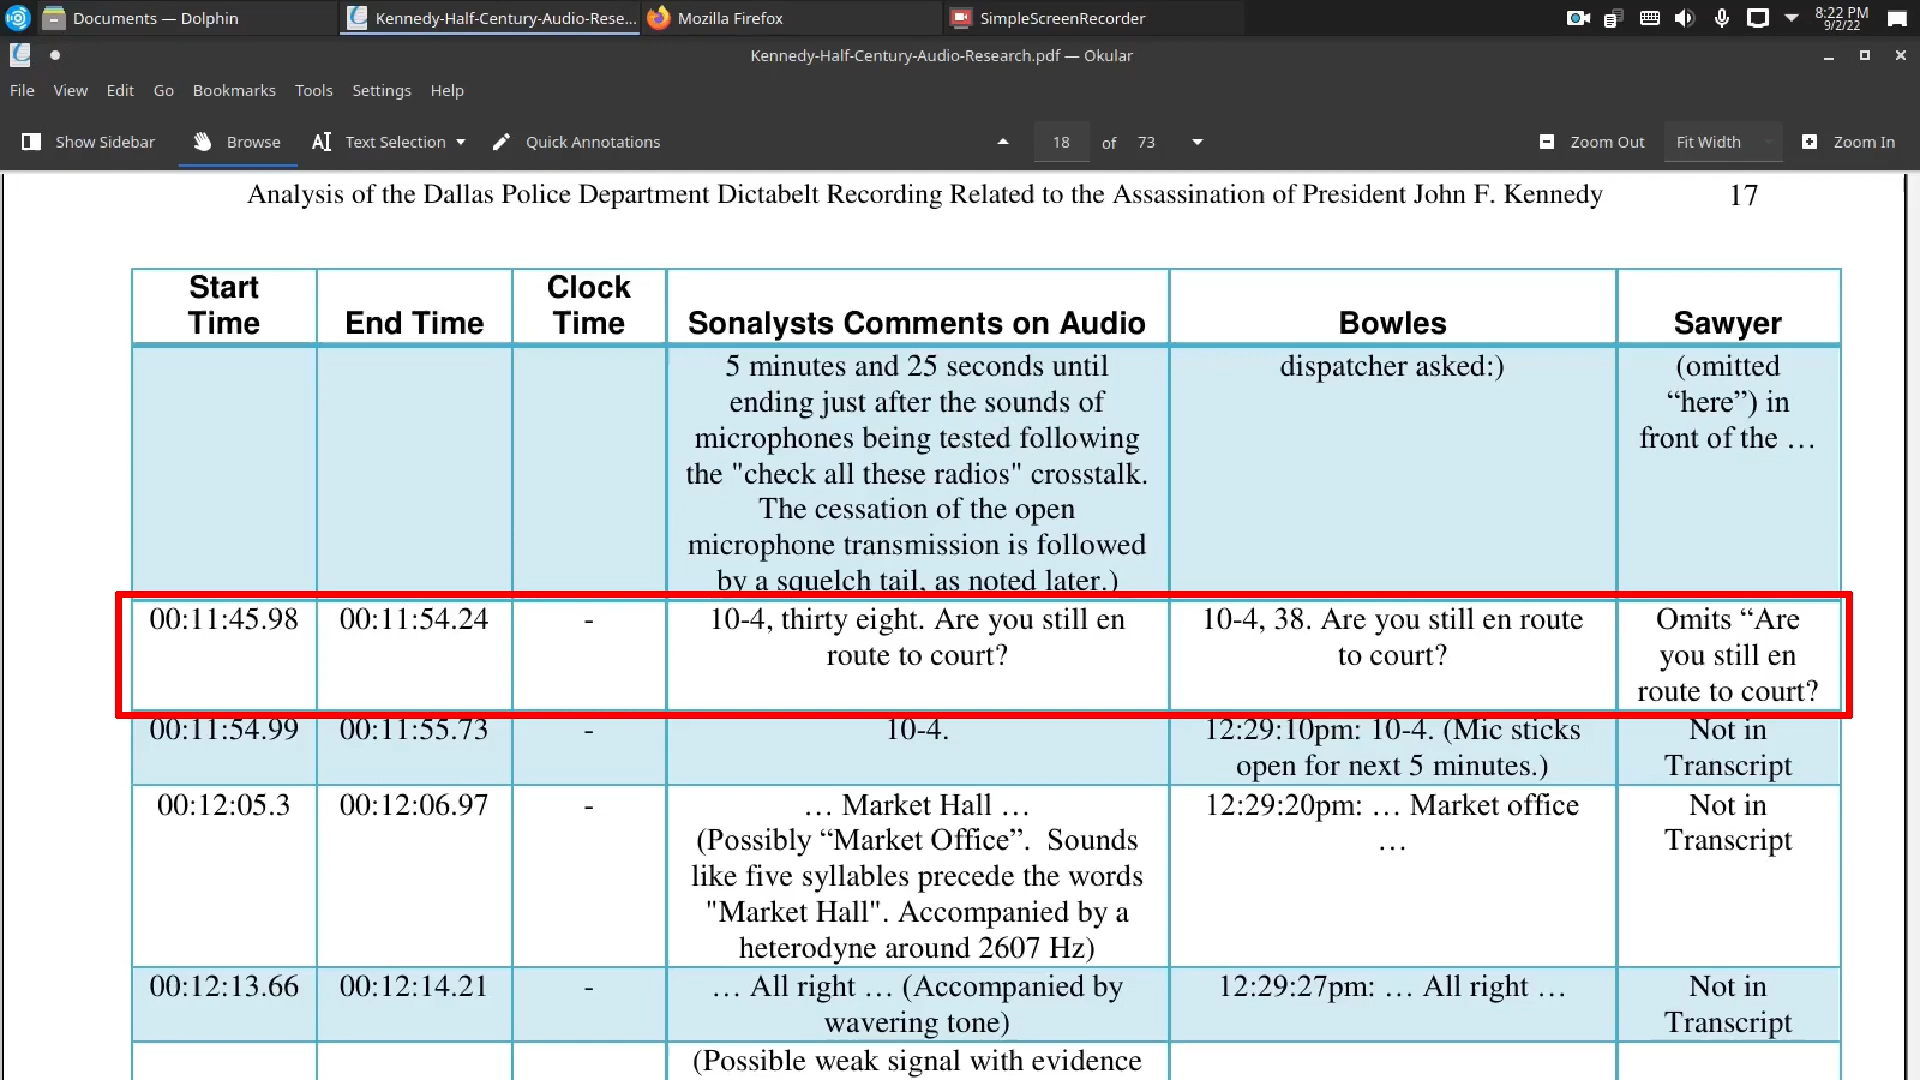 Documents — Dolphin
Kennedy-Half-Century-Audio-Rese...
Mozilla Firefox
SimpleScreenRecorder
8:22 PM
9/2/22
Kennedy-Half-Century-Audio-Research.pdf — Okular
File View Edit Go Bookmarks Tools Settings Help
Show Sidebar Browse Text Selection Quick Annotations 18 of 73 Zoom Out Fit Width Zoom In
Analysis of the Dallas Police Department Dictabelt Recording Related to the Assassination of President John F. Kennedy 17
Start
Time
End Time
Clock
Time
Sonalysts Comments on Audio
Bowles
Sawyer
5 minutes and 25 seconds until
ending just after the sounds of
microphones being tested following
the "check all these radios" crosstalk.
The cessation of the open
microphone transmission is followed
by a squelch tail, as noted later.)
dispatcher asked:)
(omitted
“here”) in
front of the …
00:11:45.98
00:11:54.24
-
10-4, thirty eight. Are you still en
route to court?
10-4, 38. Are you still en route
to court?
Omits “Are
you still en
route to court?
00:11:54.99
00:11:55.73
-
10-4.
12:29:10pm: 10-4. (Mic sticks
open for next 5 minutes.)
Not in
Transcript
00:12:05.3
00:12:06.97
-
… Market Hall …
(Possibly “Market Office”. Sounds
like five syllables precede the words
"Market Hall". Accompanied by a
heterodyne around 2607 Hz)
12:29:20pm: … Market office
…
Not in
Transcript
00:12:13.66
00:12:14.21
-
… All right … (Accompanied by
wavering tone)
12:29:27pm: … All right …
Not in
Transcript
(Possible weak signal with evidence